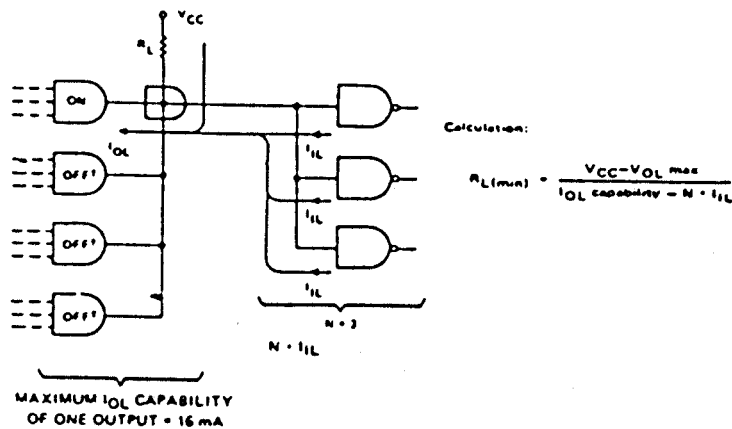 VCC
RL
ON
IOL
IIL
OFF†
IIL
OFF†
IIL
OFF†
N = 3
N · IIL
MAXIMUM IOL CAPABILITY
OF ONE OUTPUT = 16 mA
Calculation:
RL(min) = VCC–VOL max
IOL capability – N · IIL